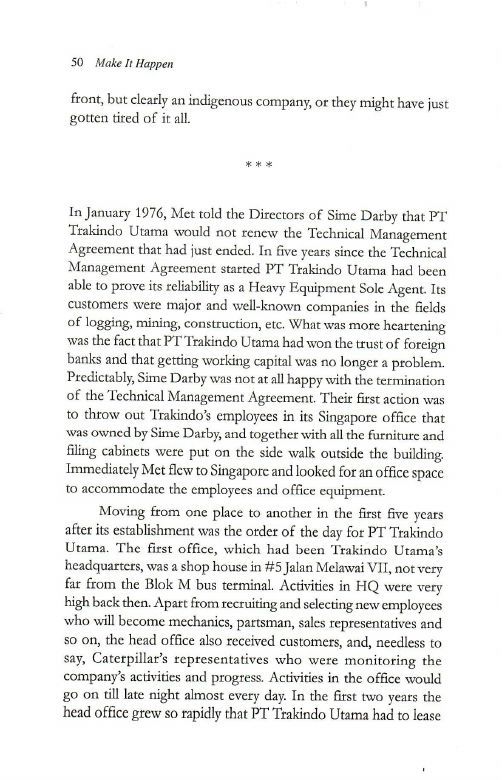 50 Make It Happen
front, but clearly an indigenous company, or they might have just
gotten tired of it all.
* * *
In January 1976, Met told the Directors of Sime Darby that PT
Trakindo Utama would not renew the Technical Management
Agreement that had just ended. In five years since the Technical
Management Agreement started PT Trakindo Utama had been
able to prove its reliability as a Heavy Equipment Sole Agent. Its
customers were major and well-known companies in the fields
of logging, mining, construction, etc. What was more heartening
was the fact that PT Trakindo Utama had won the trust of foreign
banks and that getting working capital was no longer a problem.
Predictably, Sime Darby was not at all happy with the termination
of the Technical Management Agreement. Their first action was
to throw out Trakindo's employees in its Singapore office that
was owned by Sime Darby, and together with all the furniture and
filing cabinets were put on the side walk outside the building.
Immediately Met flew to Singapore and looked for an office space
to accommodate the employees and office equipment.
Moving from one place to another in the first five years
after its establishment was the order of the day for PT Trakindo
Utama. The first office, which had been Trakindo Utama's
headquarters, was a shop house in #5 Jalan Melawai VII, not very
far from the Blok M bus terminal. Activities in HQ were very
high back then. Apart from recruiting and selecting new employees
who will become mechanics, partsman, sales representatives and
so on, the head office also received customers, and, needless to
say, Caterpillar's representatives who were monitoring the
company's activities and progress. Activities in the office would
go on till late night almost every day. In the first two years the
head office grew so rapidly that PT Trakindo Utama had to lease